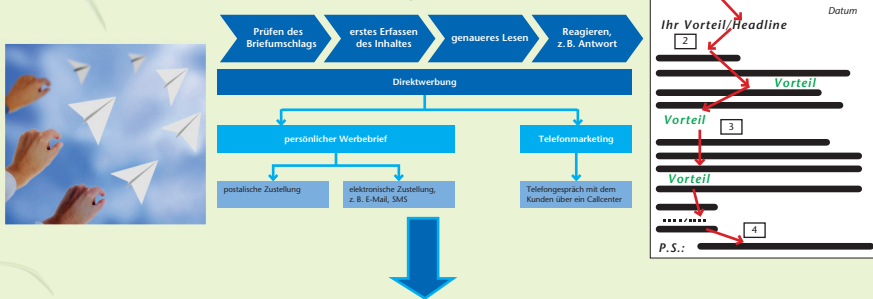 Prüfen des
Briefumschlags
erstes Erfassen
des Inhaltes
genaueres Lesen
Reagieren,
z. B. Antwort
Direktwerbung
persönlicher Werbebrief
Telefonmarketing
postalische Zustellung
elektronische Zustellung,
z. B. E-Mail, SMS
Telefongespräch mit dem
Kunden über ein Callcenter
Datum
Ihr Vorteil/Headline
2
Vorteil
Vorteil
3
Vorteil
4
P.S.: